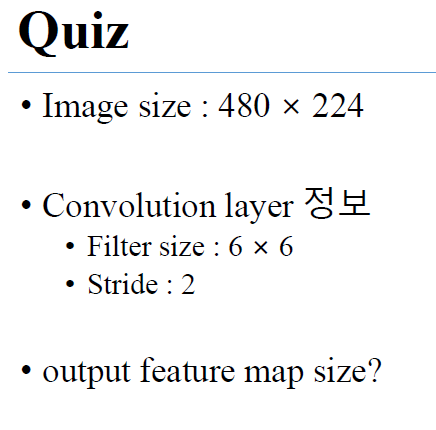 Quiz
• Image size : 480 × 224
• Convolution layer 정보
• Filter size : 6 × 6
• Stride : 2
• output feature map size?